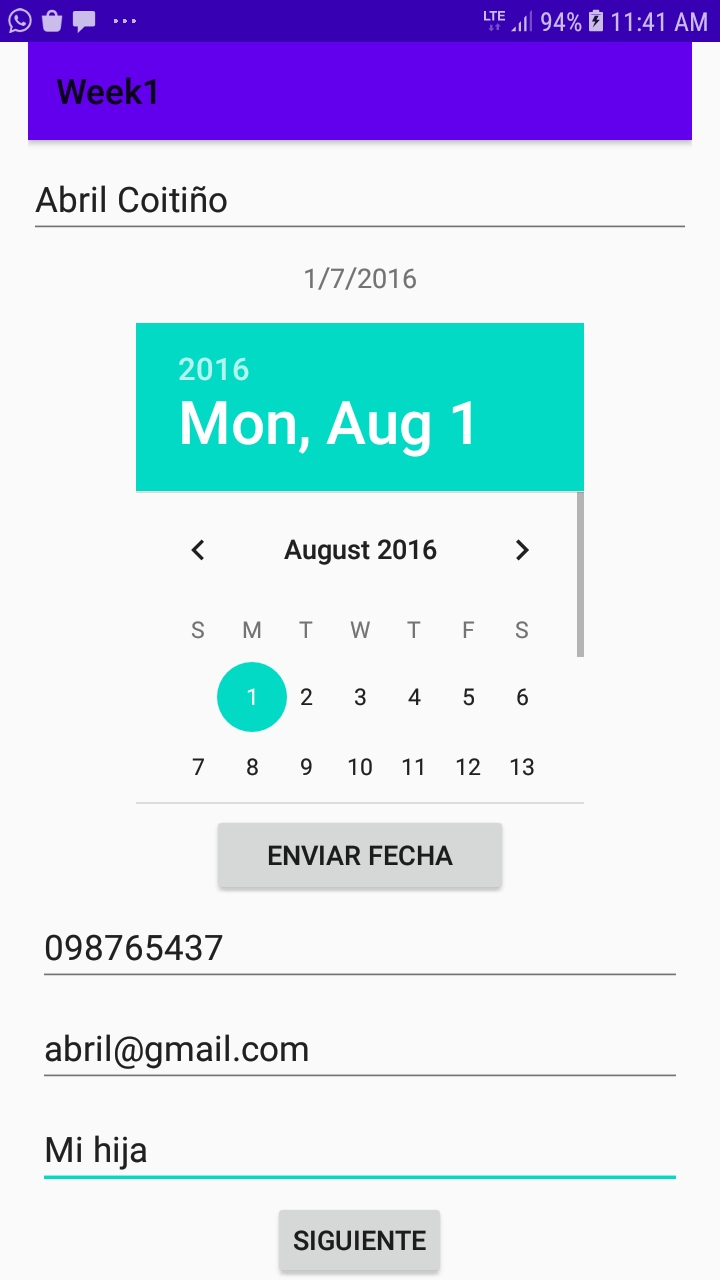 LTE 94% 11:41 AM
Week1
Abril Coitiño
1/7/2016
2016
Mon, Aug 1
August 2016
S M T W T F S
1 2 3 4 5 6
7 8 9 10 11 12 13
ENVIAR FECHA
098765437
abril@gmail.com
Mi hija
SIGUIENTE